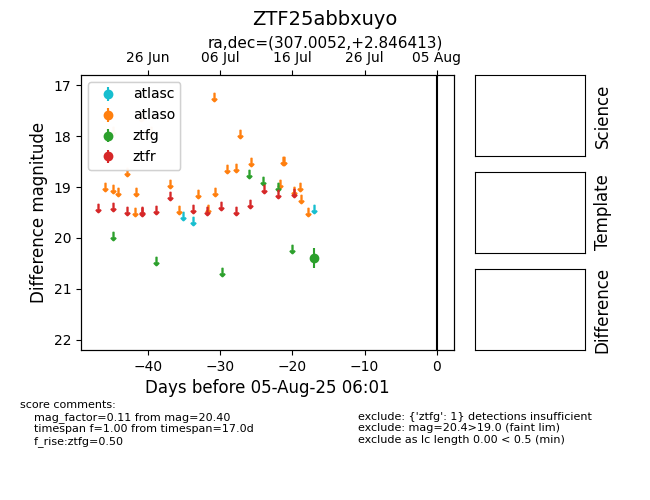 ZTF25abbxuyo
ra,dec=(307.0052,+2.846413)
26 Jun 06 Jul 16 Jul 26 Jul 05 Aug
17
18
19
20
21
22
Difference magnitude
atlasc
atlaso
ztfg
ztfr
−40 −30 −20 −10 0
Days before 05-Aug-25 06:01
Science
Template
Difference
score comments:
mag_factor=0.11 from mag=20.40
timespan f=1.00 from timespan=17.0d
f_rise:ztfg=0.50
exclude: {'ztfg': 1} detections insufficient
exclude: mag=20.4>19.0 (faint lim)
exclude as lc length 0.00 < 0.5 (min)